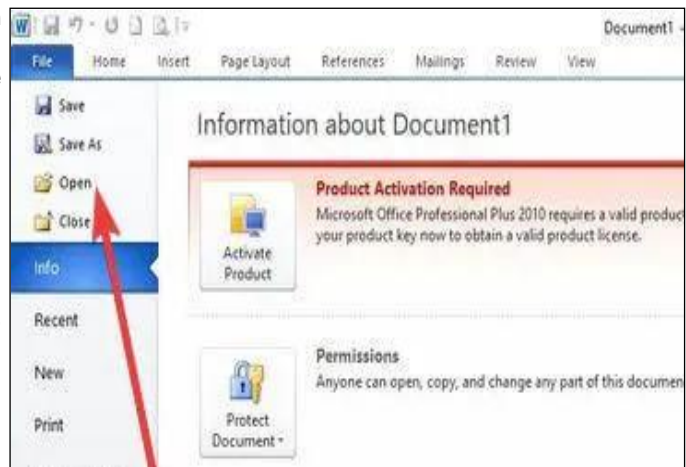 Document1 -
File Home Insert Page Layout References Mailings Review View
Save
Save As
Open
Close
Info
Recent
New
Print
Information about Document1
Product Activation Required
Microsoft Office Professional Plus 2010 requires a valid product
your product key now to obtain a valid product license.
Activate
Product
Permissions
Anyone can open, copy, and change any part of this documen
Protect
Document